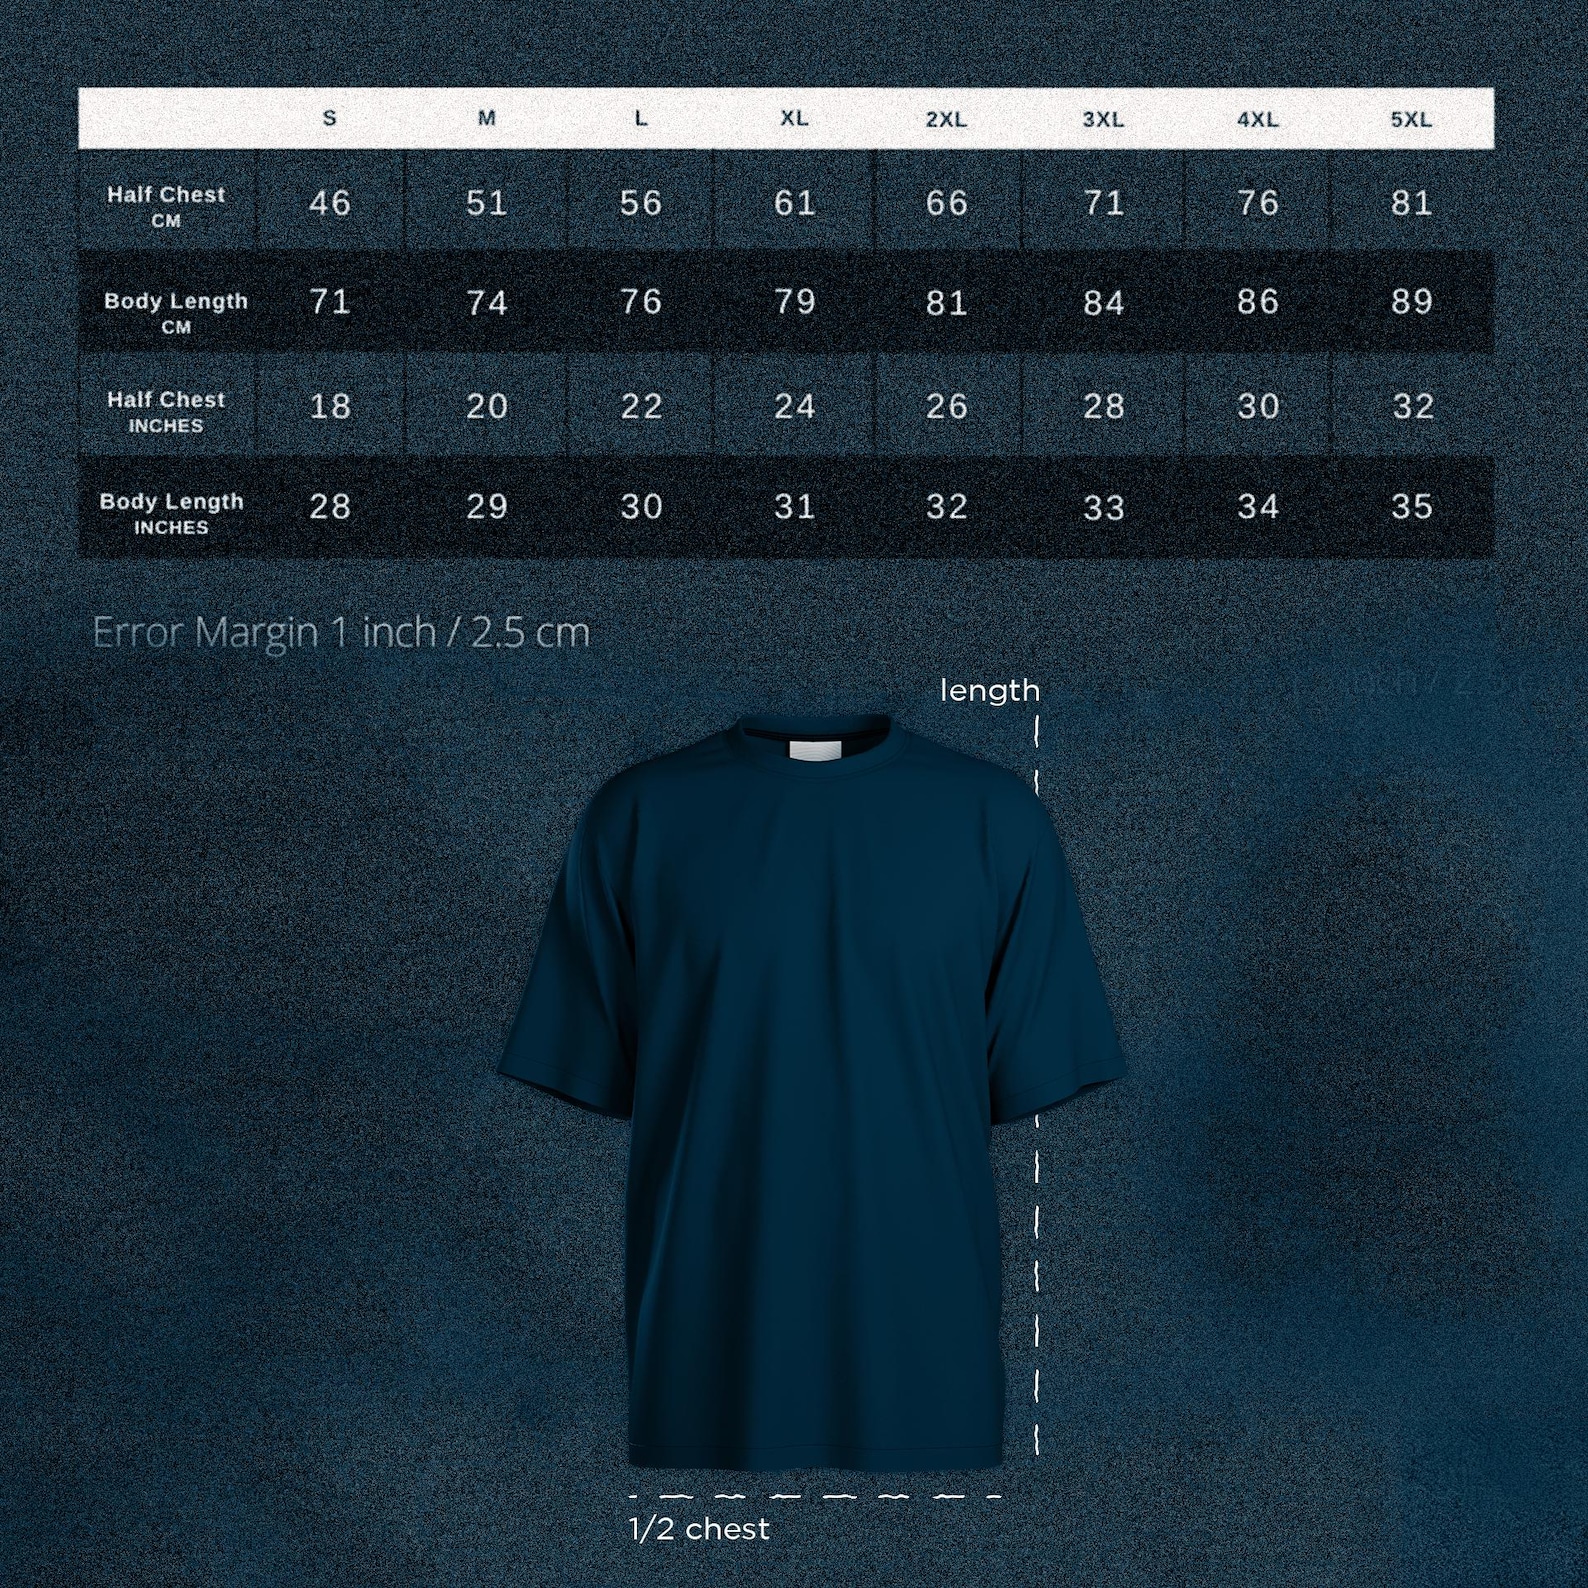 S M L XL 2XL 3XL 4XL 5XL
Half Chest
CM
46 51 56 61 66 71 76 81
Body Length
CM
71 74 76 79 81 84 86 89
Half Chest
INCHES
18 20 22 24 26 28 30 32
Body Length
INCHES
28 29 30 31 32 33 34 35
Error Margin 1 inch / 2.5 cm
length
1/2 chest